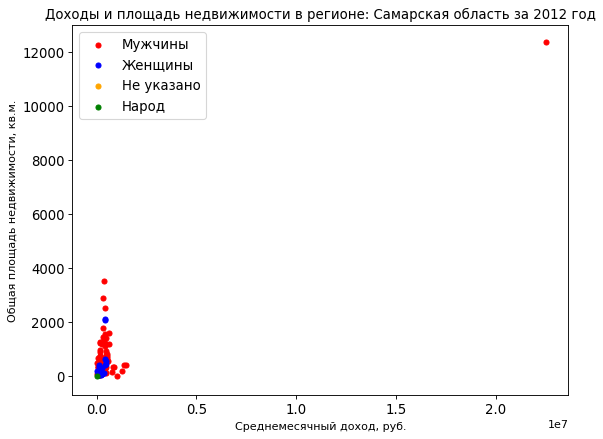 Доходы и площадь недвижимости в регионе: Самарская область за 2012 год
Общая площадь недвижимости, кв.м.
12000
10000
8000
6000
4000
2000
0
Мужчины
Женщины
Не указано
Народ
0.0
0.5
1.0
1.5
2.0
1e7
Среднемесячный доход, руб.